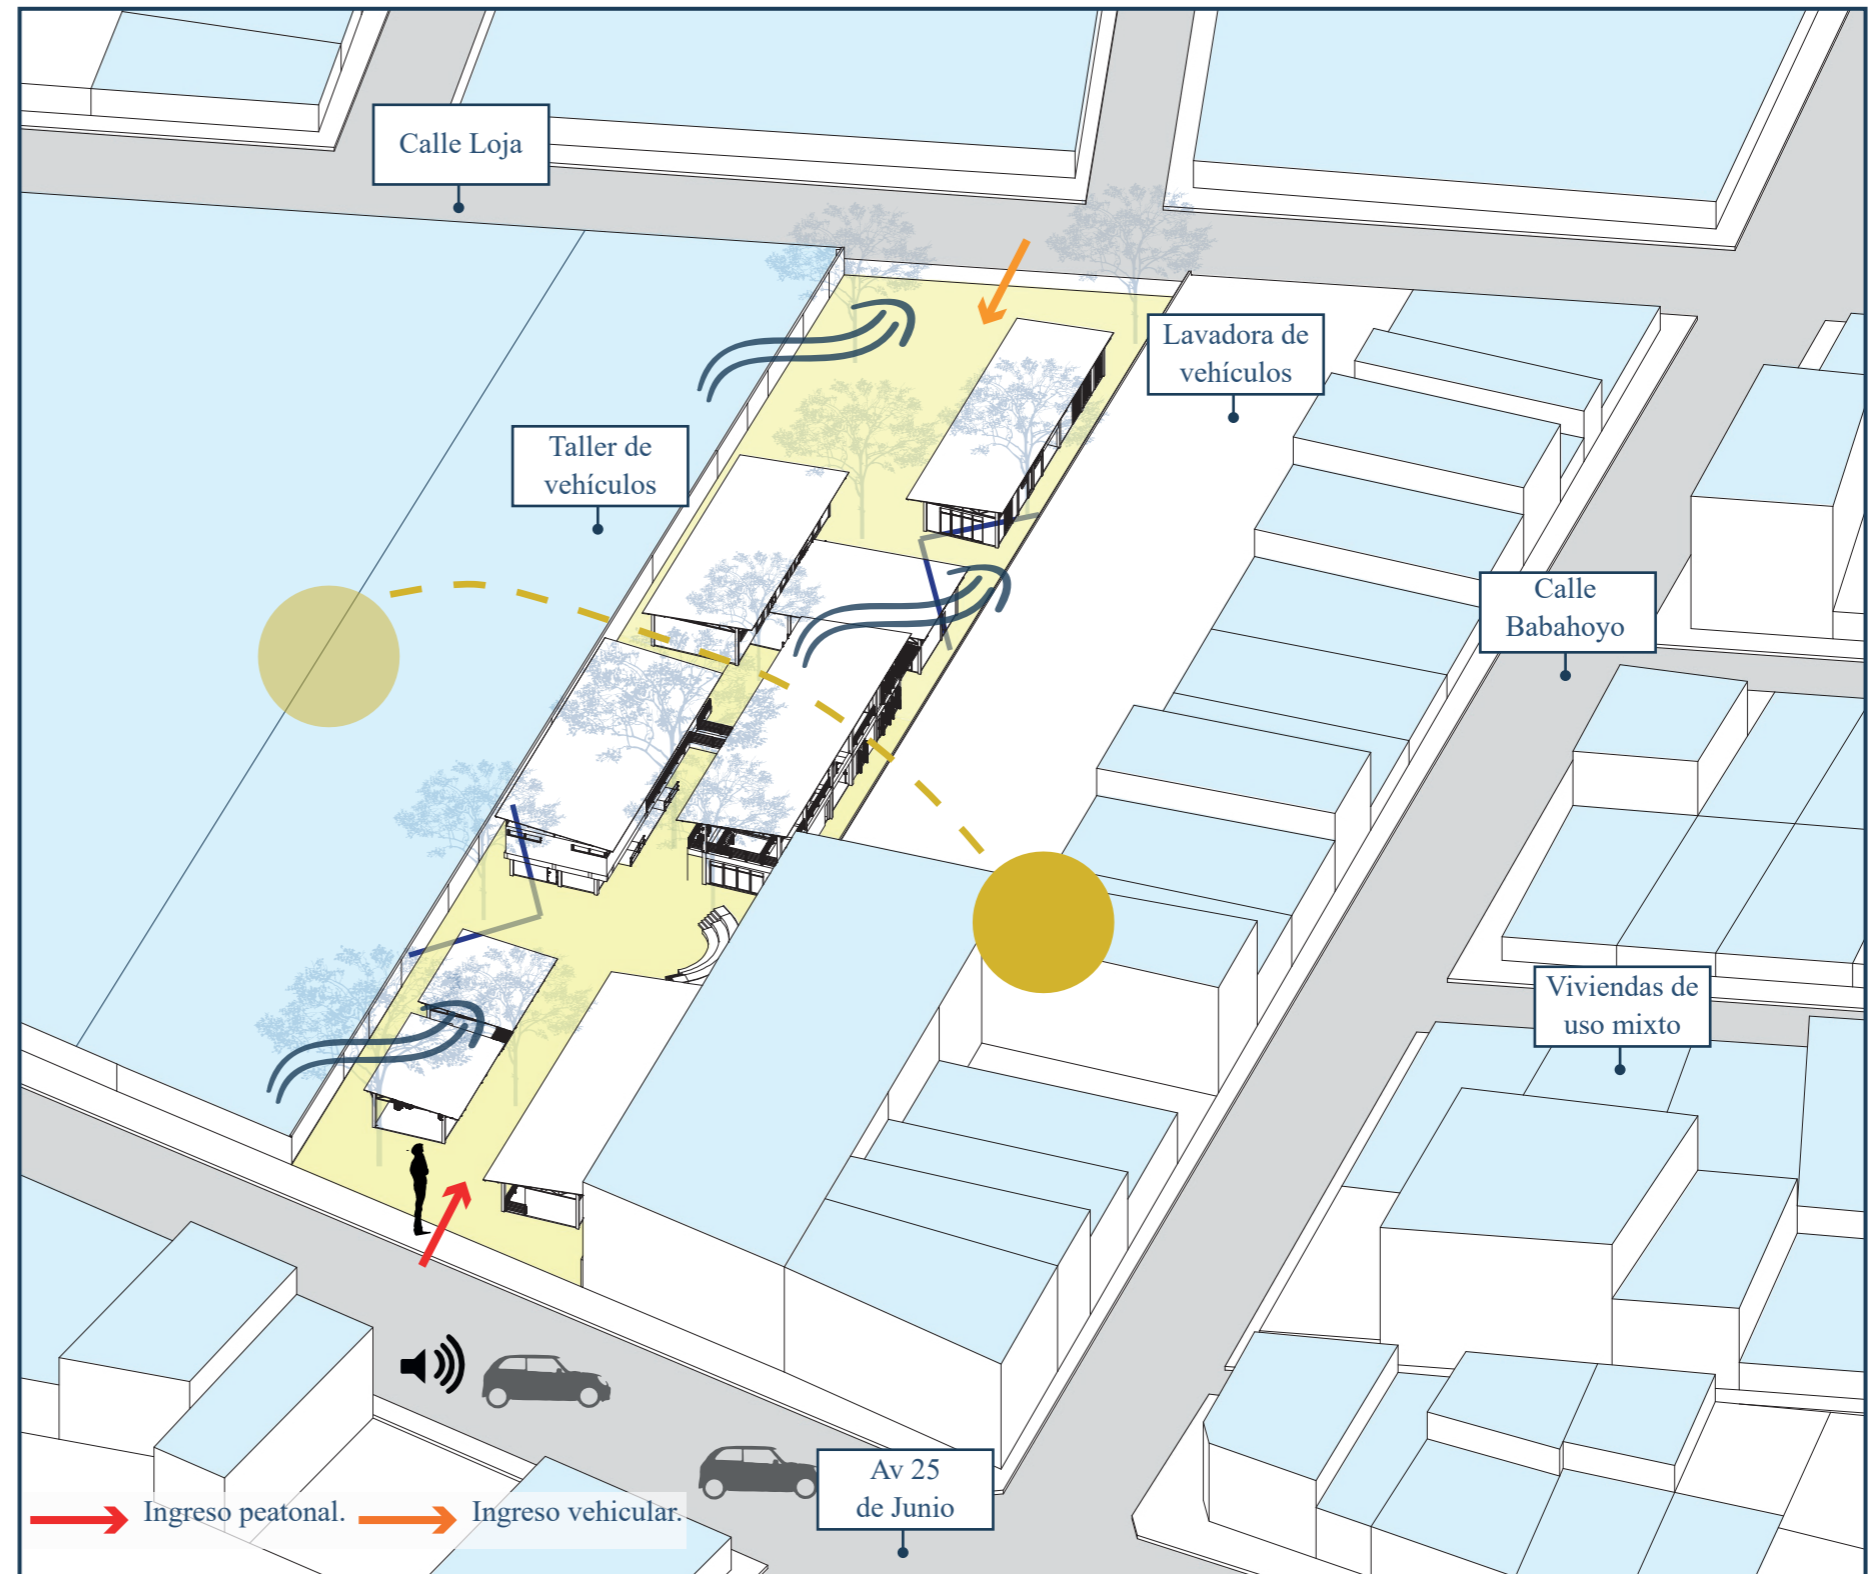 Calle Loja
Lavadora de
vehículos
Taller de
vehículos
Calle
Babahoyo
Viviendas de
uso mixto
Av 25
de Junio
Ingreso peatonal.
Ingreso vehicular.